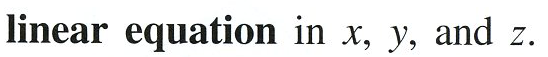 linear equation in x, y, and z.